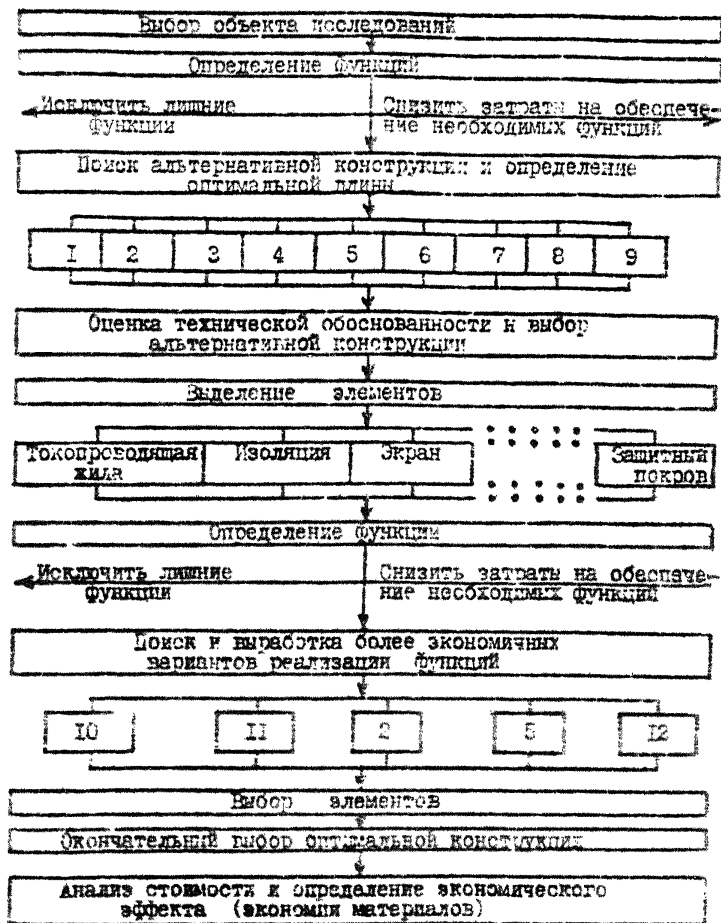 Выбор объекта исследований
Определение функций
Исключить лишние
функции
Снизить затраты на обеспече-
ние необходимых функций
Поиск альтернативной конструкции и определение
оптимальной длины
I 2 3 4 5 6 7 8 9
Оценка технической обоснованности и выбор
альтернативной конструкции
Выделение элементов
Токопроводящая
жила
Изоляция
Экран
Защитный
покров
Определение функций
Исключить лишние
функции
Снизить затраты на обеспече-
ние необходимых функций
Поиск и выработка более экономичных
вариантов реализации функций
I0 II 2 I2
Выбор элементов
Окончательный выбор оптимальной конструкции
Анализ стоимости и определение экономического
эффекта (экономии материалов)